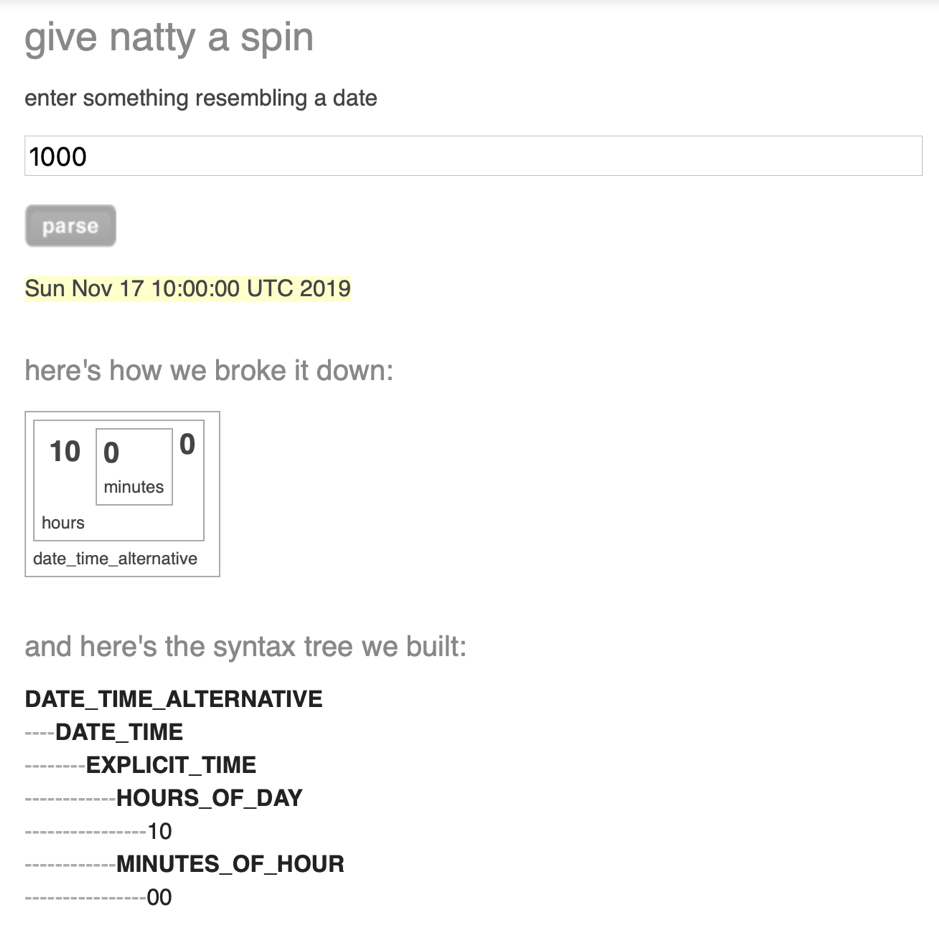 give natty a spin
enter something resembling a date
1000
parse
Sun Nov 17 10:00:00 UTC 2019
here's how we broke it down:
10 0 0
minutes
hours
date_time_alternative
and here's the syntax tree we built:
DATE_TIME_ALTERNATIVE
----DATE_TIME
--------EXPLICIT_TIME
------------HOURS_OF_DAY
----------------10
------------MINUTES_OF_HOUR
----------------00